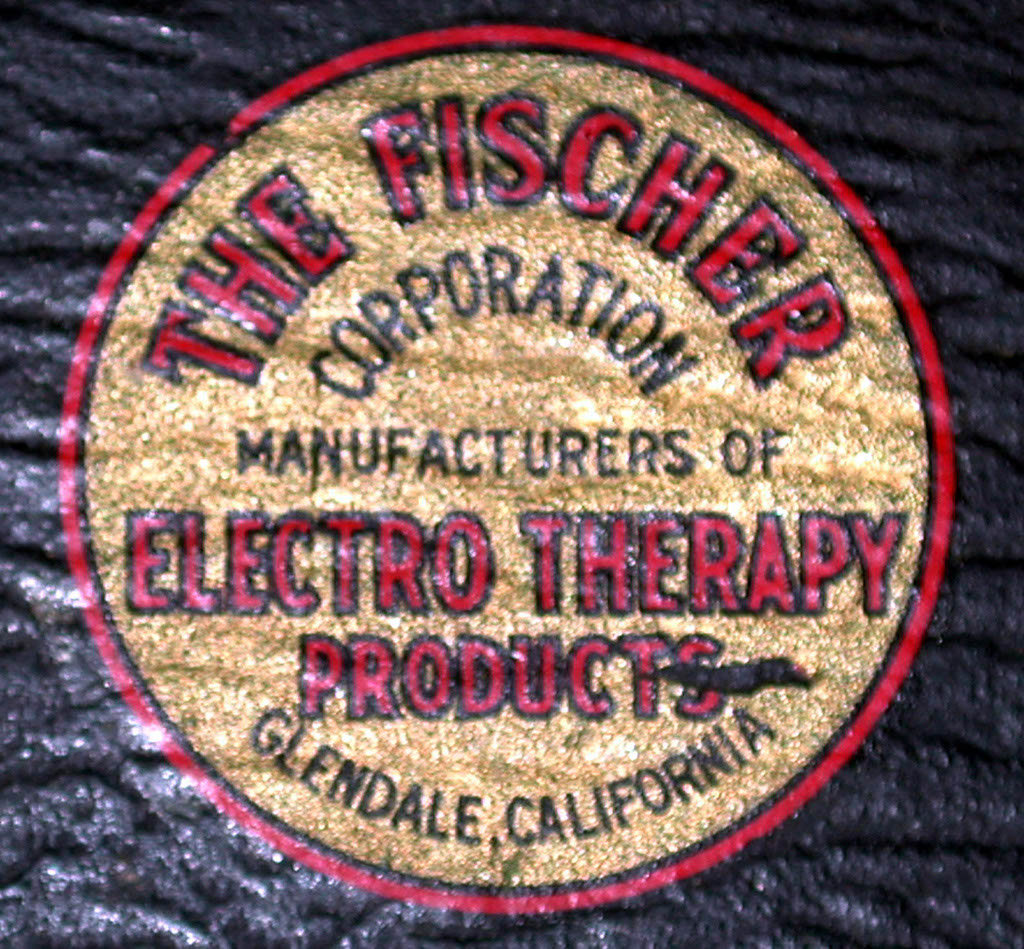 THE FISCHER
CORPORATION
MANUFACTURERS OF
ELECTRO THERAPY
PRODUCTS
GLENDALE, CALIFORNIA